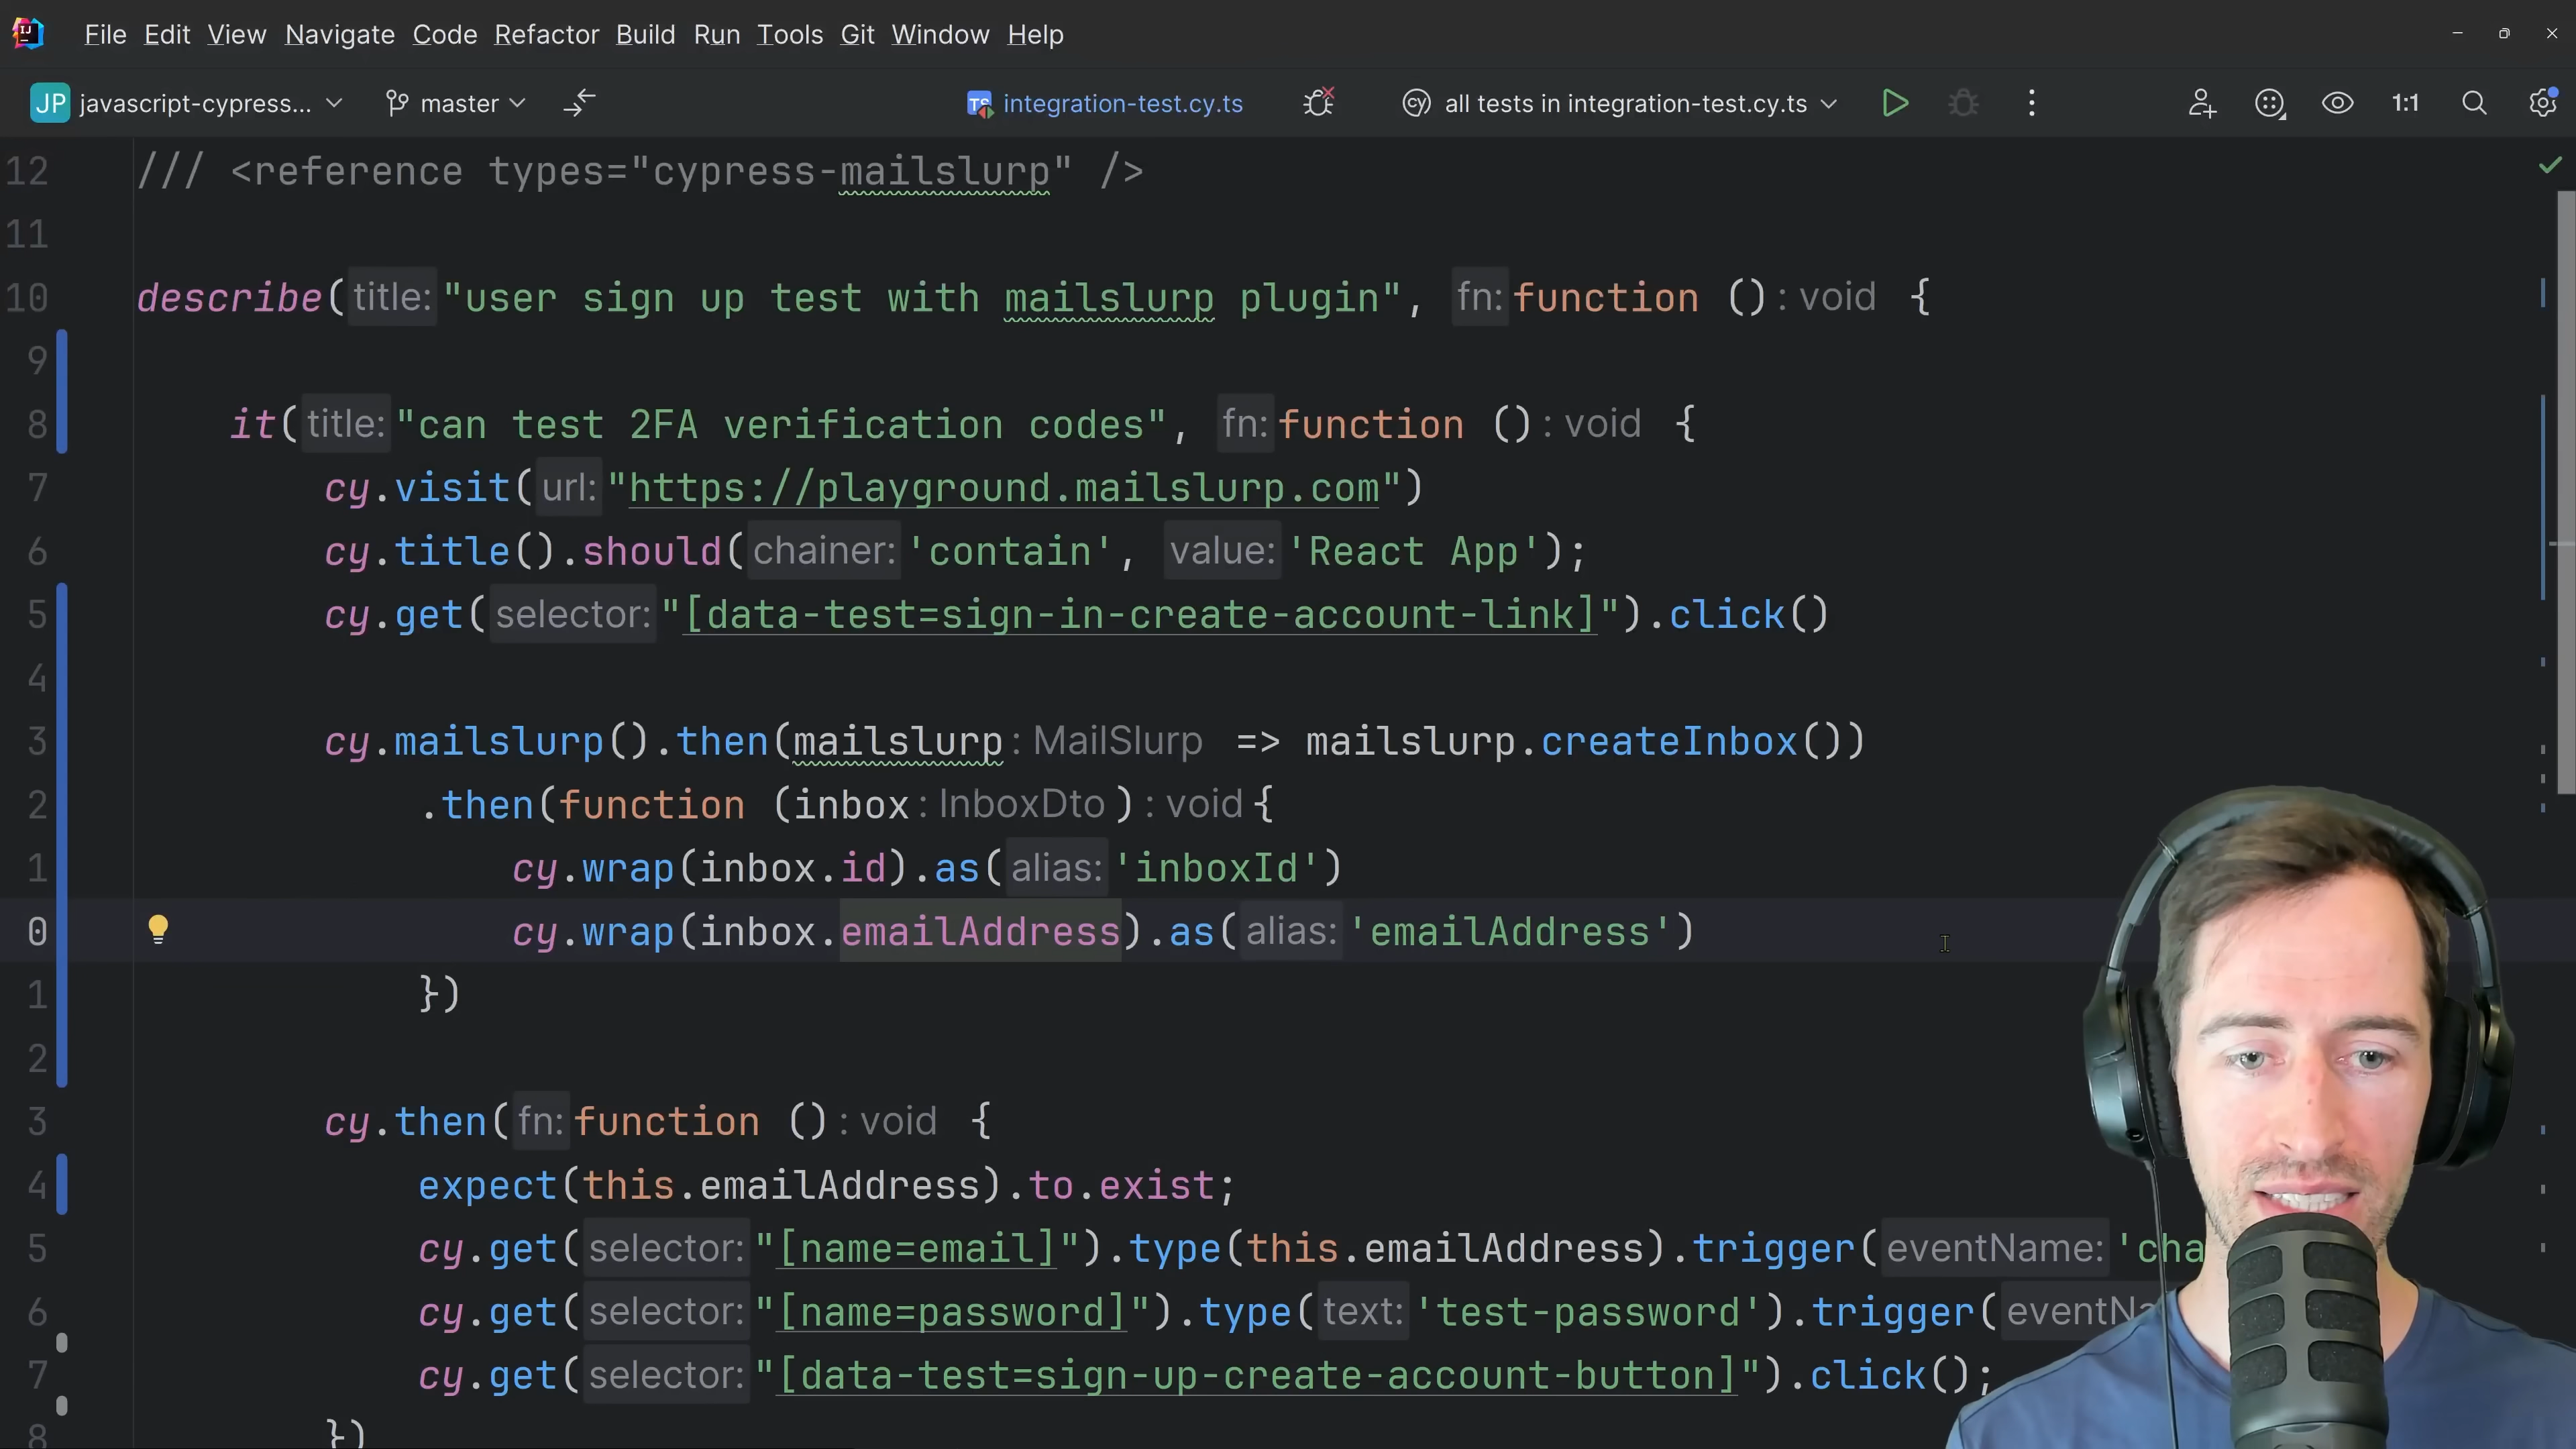 IJ File Edit View Navigate Code Refactor Build Run Tools Git Window Help
JP javascript-cypress... master TS integration-test.cy.ts cy all tests in integration-test.cy.ts 1:1
12 /// <reference types="cypress-mailslurp" />
11
10 describe( title: "user sign up test with mailslurp plugin", fn: function () : void {
9
8 it( title: "can test 2FA verification codes", fn: function () : void {
7 cy.visit( url: "https://playground.mailslurp.com")
6 cy.title().should( chainer: 'contain', value: 'React App');
5 cy.get( selector: "[data-test=sign-in-create-account-link]").click()
4
3 cy.mailslurp().then(mailslurp : MailSlurp => mailslurp.createInbox())
2 .then(function (inbox : InboxDto ) : void {
1 cy.wrap(inbox.id).as( alias: 'inboxId')
0 cy.wrap(inbox.emailAddress).as( alias: 'emailAddress')
1 })
2
3 cy.then( fn: function () : void {
4 expect(this.emailAddress).to.exist;
5 cy.get( selector: "[name=email]").type(this.emailAddress).trigger( eventName: 'cha
6 cy.get( selector: "[name=password]").type( text: 'test-password').trigger( eventNa
7 cy.get( selector: "[data-test=sign-up-create-account-button]").click();
8 })